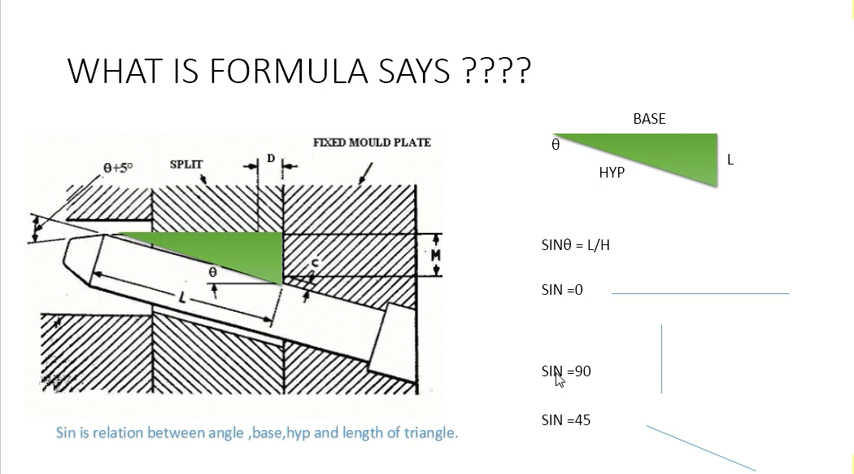 WHAT IS FORMULA SAYS ????
FIXED MOULD PLATE
D
SPLIT
θ+5°
M
C
θ
L
BASE
θ
L
HYP
SINθ = L/H
SIN =0
SIN =90
SIN =45
Sin is relation between angle ,base,hyp and length of triangle.